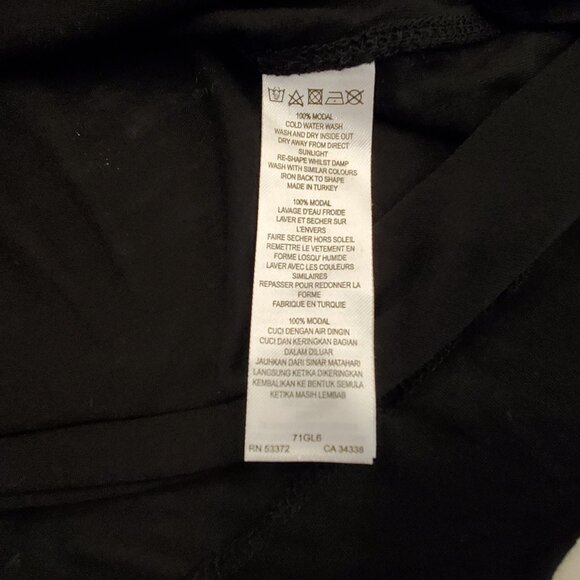 100% MODAL
COLD WATER WASH
WASH AND DRY INSIDE OUT
DRY AWAY FROM DIRECT
SUNLIGHT
RE-SHAPE WHILST DAMP
WASH WITH SIMILAR COLOURS
IRON BACK TO SHAPE
MADE IN TURKEY
100% MODAL
LAVAGE D'EAU FROIDE
LAVER ET SECHER SUR
L'ENVERS
FAIRE SECHER HORS SOLEIL
REMETTRE LE VETEMENT EN
FORME LOSQU' HUMIDE
LAVER AVEC LES COULEURS
SIMILAIRES
REPASSER POUR REDONNER LA
FORME
FABRIQUE EN TURQUIE
100% MODAL
CUCI DENGAN AIR DINGIN
CUCI DAN KERINGKAN BAGIAN
DALAM DILUAR
JAUHKAN DARI SINAR MATAHARI
LANGSUNG KETIKA DIKERINGKAN
KEMBALIKAN KE BENTUK SEMULA
KETIKA MASIH LEMBAB
71GL6
RN 53372 CA 34338